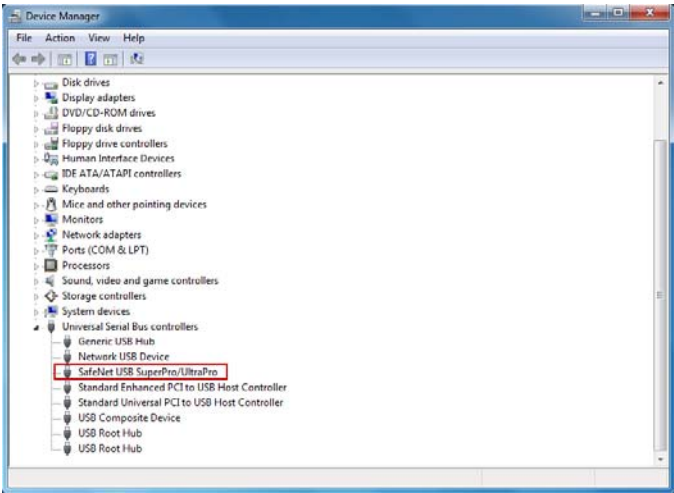 Device Manager
File Action View Help
Disk drives
Display adapters
DVD/CD-ROM drives
Floppy disk drives
Floppy drive controllers
Human Interface Devices
IDE ATA/ATAPI controllers
Keyboards
Mice and other pointing devices
Monitors
Network adapters
Ports (COM & LPT)
Processors
Sound, video and game controllers
Storage controllers
System devices
Universal Serial Bus controllers
Generic USB Hub
Network USB Device
SafeNet USB SuperPro/UltraPro
Standard Enhanced PCI to USB Host Controller
Standard Universal PCI to USB Host Controller
USB Composite Device
USB Root Hub
USB Root Hub